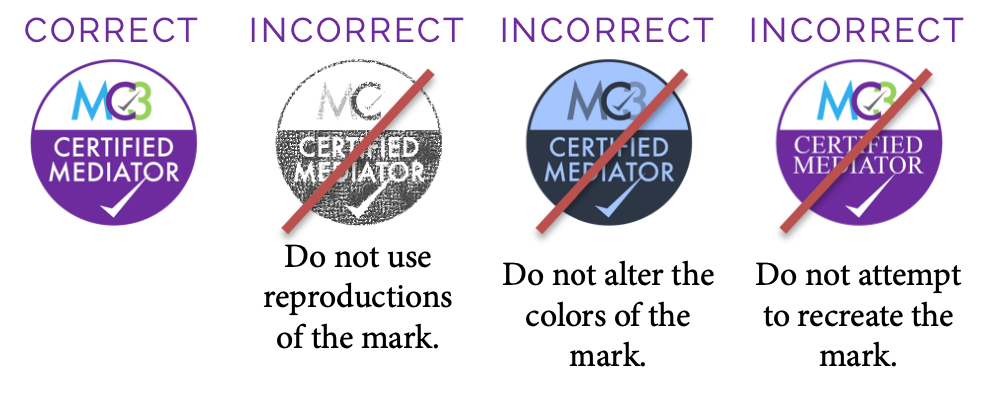 CORRECT
MC3
CERTIFIED
MEDIATOR
INCORRECT
MC
CERTIFIED
MEDIATOR
Do not use
reproductions
of the mark.
INCORRECT
MC3
CERTIFIED
MEDIATOR
Do not alter the
colors of the
mark.
INCORRECT
MC3
CERTIFIED
MEDIATOR
Do not attempt
to recreate the
mark.